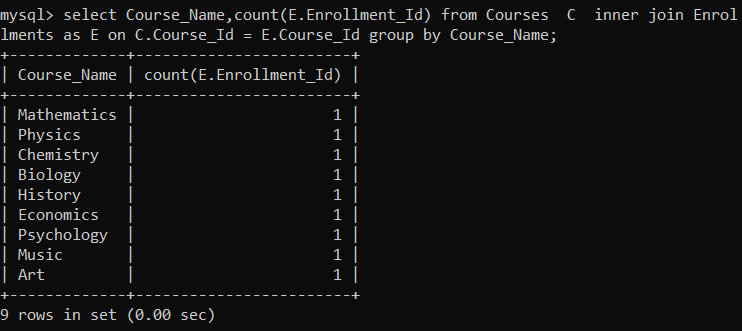 mysql> select Course_Name,count(E.Enrollment_Id) from Courses  C  inner join Enrol
lments as E on C.Course_Id = E.Course_Id group by Course_Name;
+-------------+------------------------+
| Course_Name | count(E.Enrollment_Id) |
+-------------+------------------------+
| Mathematics |                      1 |
| Physics     |                      1 |
| Chemistry   |                      1 |
| Biology     |                      1 |
| History     |                      1 |
| Economics   |                      1 |
| Psychology  |                      1 |
| Music       |                      1 |
| Art         |                      1 |
+-------------+------------------------+
9 rows in set (0.00 sec)